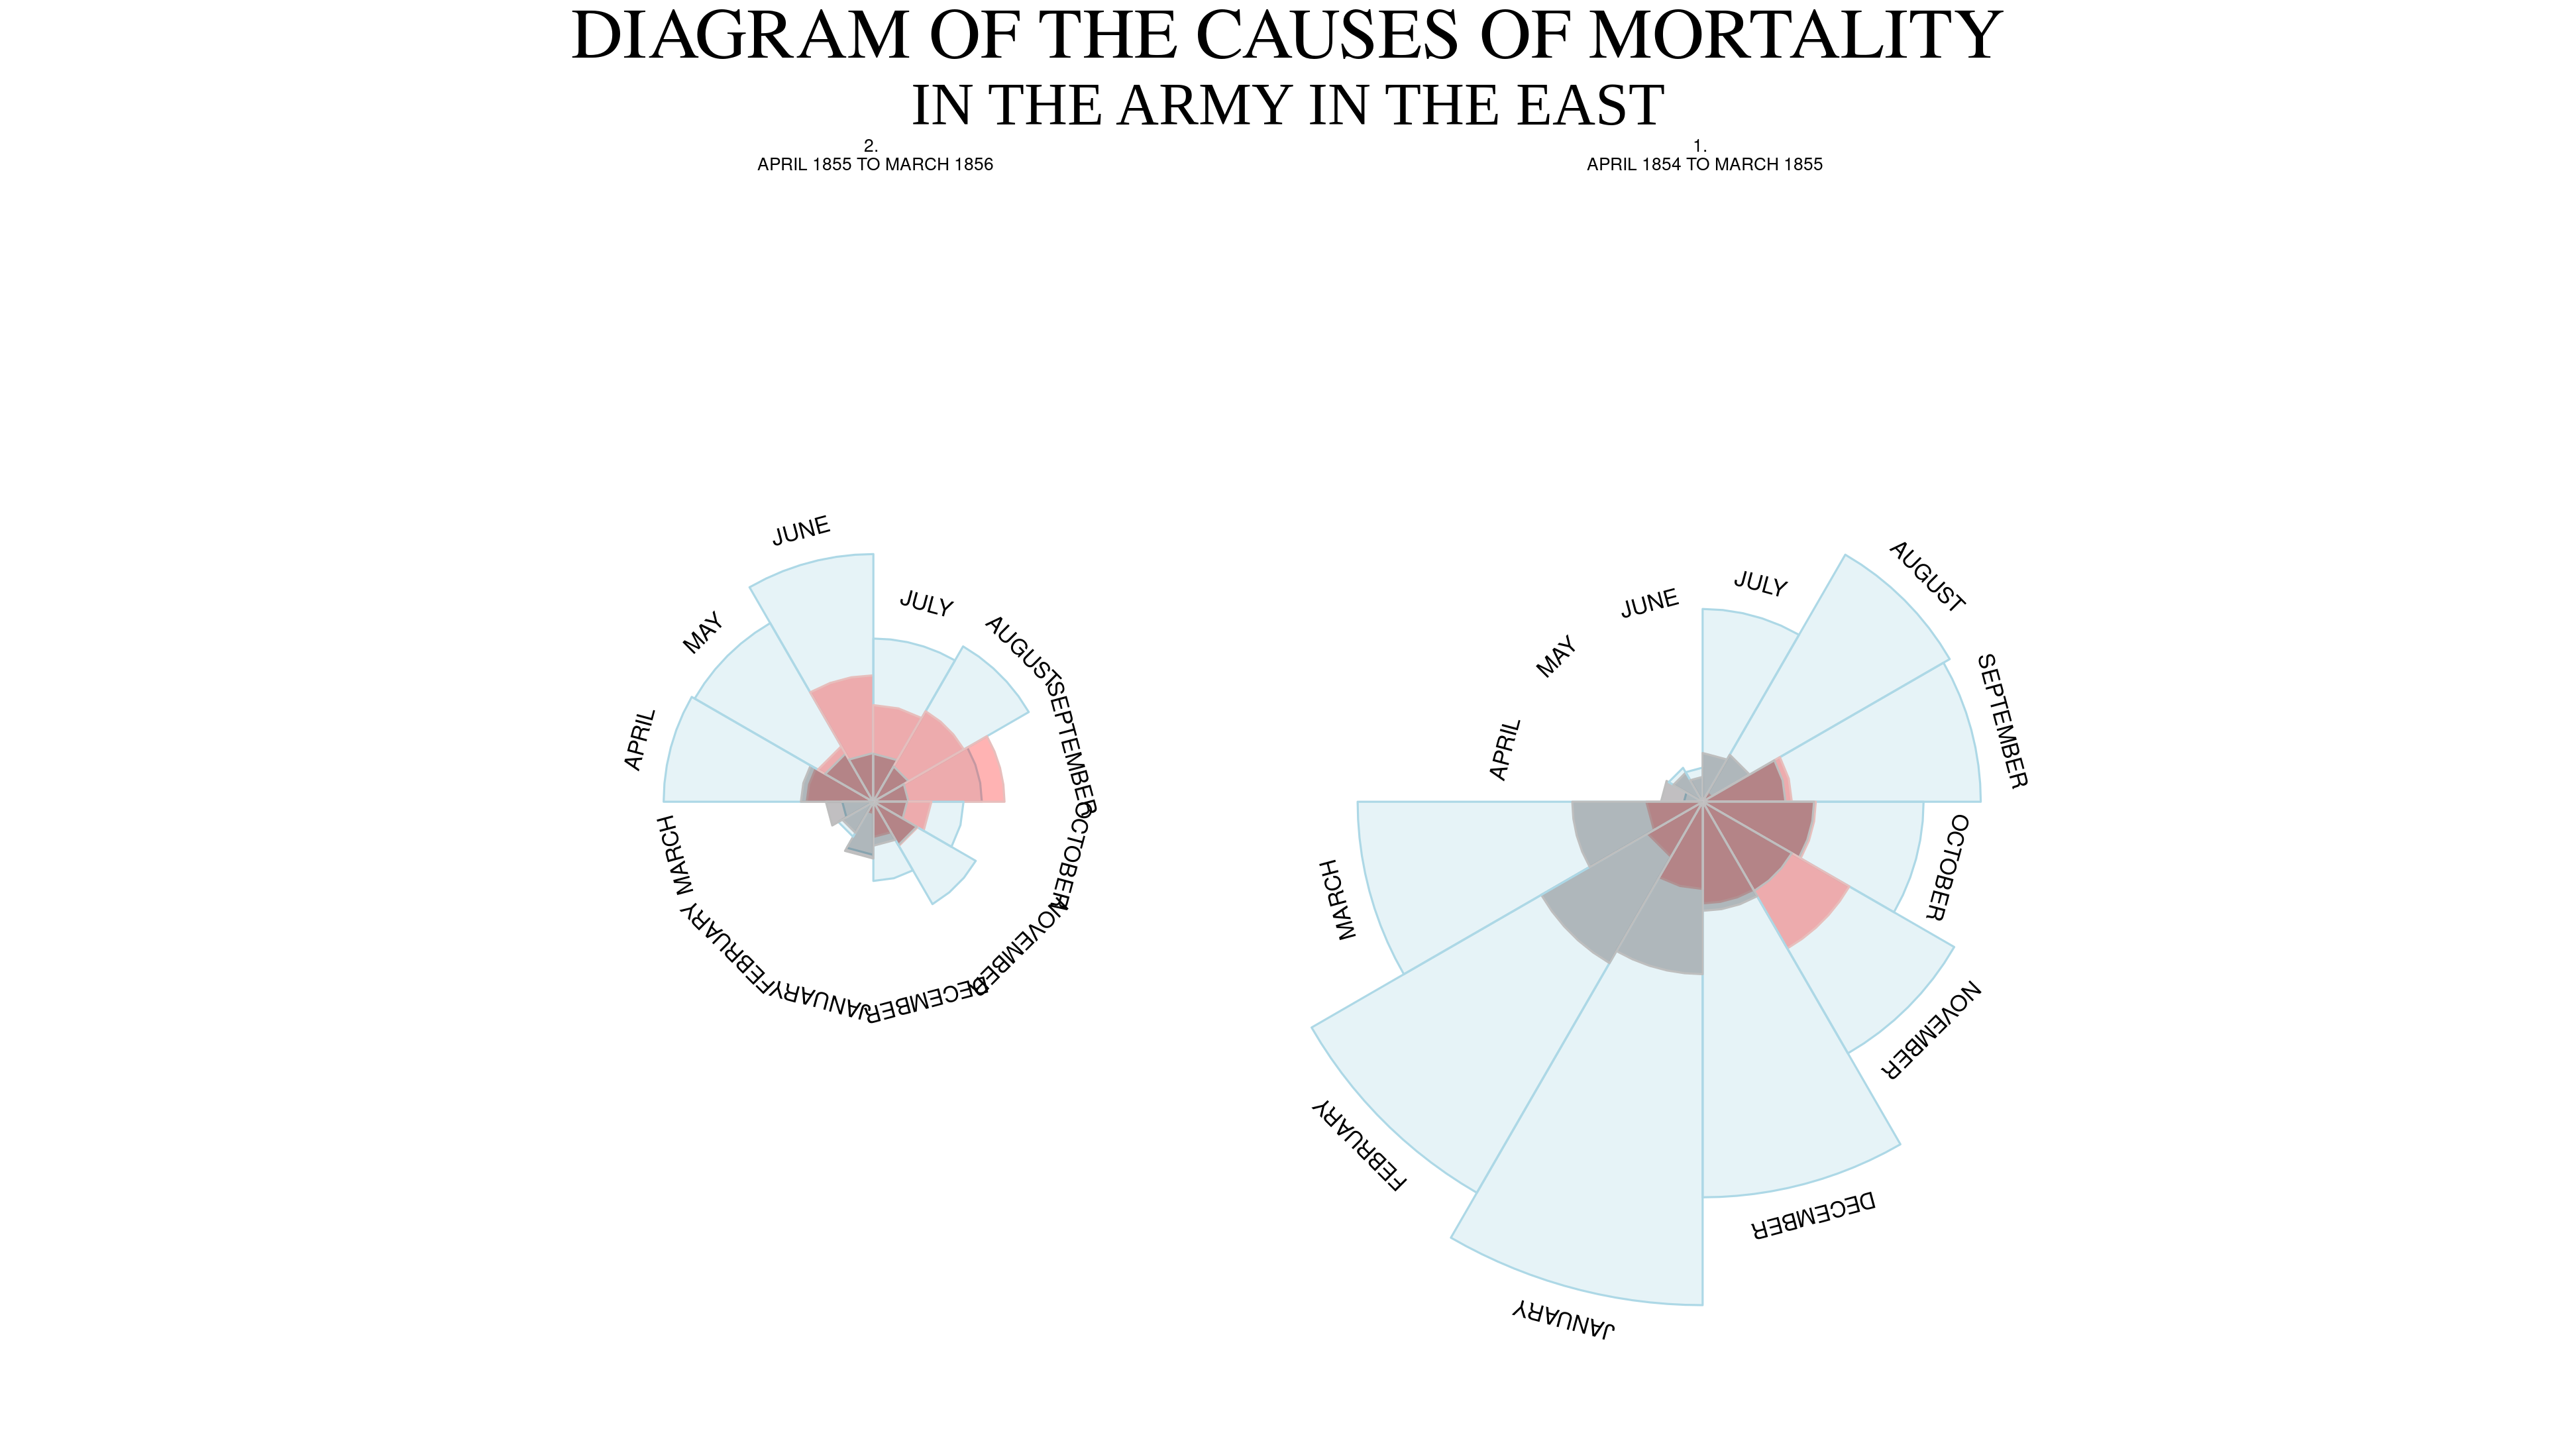 DIAGRAM OF THE CAUSES OF MORTALITY
IN THE ARMY IN THE EAST
2.
APRIL 1855 TO MARCH 1856
1.
APRIL 1854 TO MARCH 1855
APRIL
MAY
JUNE
JULY
AUGUST
SEPTEMBER
OCTOBER
NOVEMBER
DECEMBER
JANUARY
FEBRUARY
MARCH
APRIL
MAY
JUNE
JULY
AUGUST
SEPTEMBER
OCTOBER
NOVEMBER
DECEMBER
JANUARY
FEBRUARY
MARCH